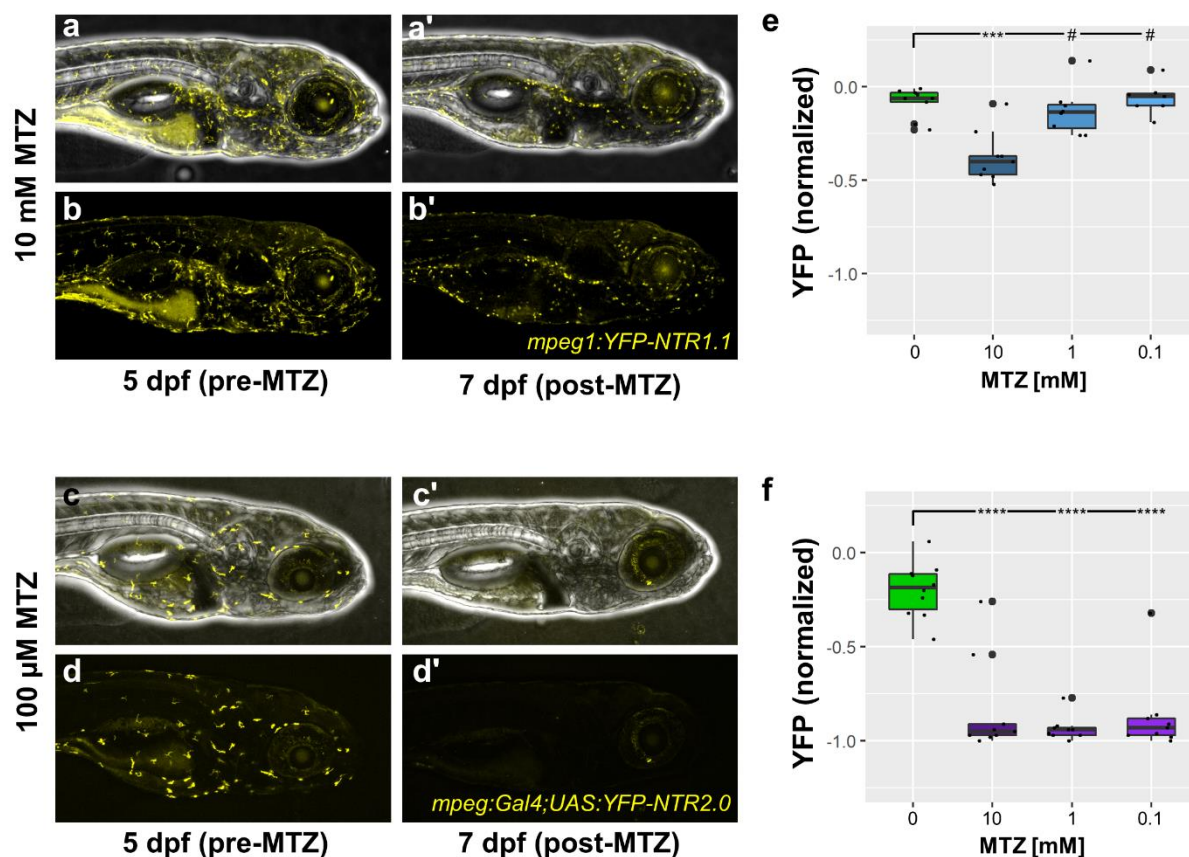 a
a'
10 mM MTZ
b
b'
mpeg1:YFP-NTR1.1
5 dpf (pre-MTZ)
7 dpf (post-MTZ)
e
***
#
#
YFP (normalized)
0.0
-0.5
-1.0
0
10
1
0.1
MTZ [mM]
c
c'
100 µM MTZ
d
d'
mpeg:Gal4;UAS:YFP-NTR2.0
5 dpf (pre-MTZ)
7 dpf (post-MTZ)
f
****
****
****
YFP (normalized)
0.0
-0.5
-1.0
0
10
1
0.1
MTZ [mM]